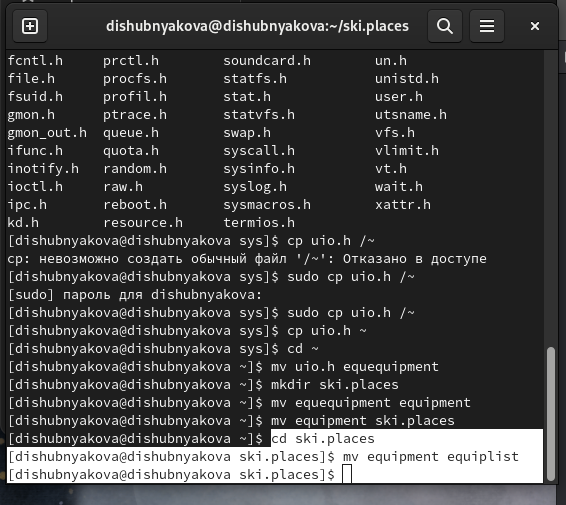 dishubnyakova@dishubnyakova:~/ski.places
fcntl.h prctl.h soundcard.h un.h
file.h procfs.h statfs.h unistd.h
fsuid.h profil.h stat.h user.h
gmon.h ptrace.h statvfs.h utsname.h
gmon_out.h queue.h swap.h vfs.h
ifunc.h quota.h syscall.h vlimit.h
inotify.h random.h sysinfo.h vt.h
ioctl.h raw.h syslog.h wait.h
ipc.h reboot.h sysmacros.h xattr.h
kd.h resource.h termios.h
[dishubnyakova@dishubnyakova sys]$ cp uio.h /~
cp: невозможно создать обычный файл '/~': Отказано в доступе
[dishubnyakova@dishubnyakova sys]$ sudo cp uio.h /~
[sudo] пароль для dishubnyakova:
[dishubnyakova@dishubnyakova sys]$ sudo cp uio.h /~
[dishubnyakova@dishubnyakova sys]$ cp uio.h ~
[dishubnyakova@dishubnyakova sys]$ cd ~
[dishubnyakova@dishubnyakova ~]$ mv uio.h equequipment
[dishubnyakova@dishubnyakova ~]$ mkdir ski.places
[dishubnyakova@dishubnyakova ~]$ mv equequipment equipment
[dishubnyakova@dishubnyakova ~]$ mv equipment ski.places
[dishubnyakova@dishubnyakova ~]$ cd ski.places
[dishubnyakova@dishubnyakova ski.places]$ mv equipment equiplist
[dishubnyakova@dishubnyakova ski.places]$